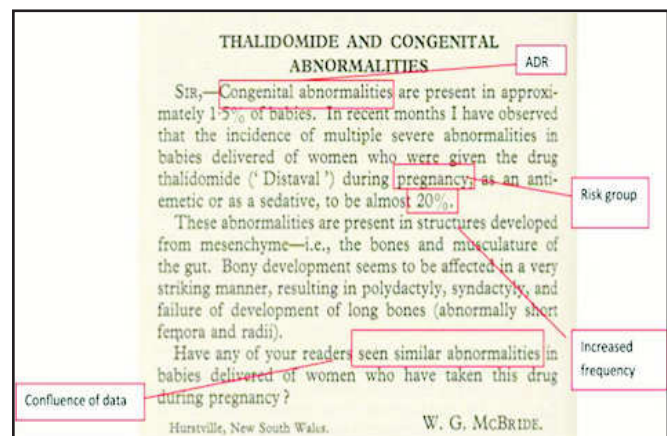 THALIDOMIDE AND CONGENITAL
ABNORMALITIES
ADR
SIR,—Congenital abnormalities are present in approxi-
mately 1·5% of babies. In recent months I have observed
that the incidence of multiple severe abnormalities in
babies delivered of women who were given the drug
thalidomide (‘ Distaval ’) during pregnancy, as an anti-
emetic or as a sedative, to be almost 20%.
Risk group
These abnormalities are present in structures developed
from mesenchyme—i.e., the bones and musculature of
the gut. Bony development seems to be affected in a very
striking manner, resulting in polydactyly, syndactyly, and
failure of development of long bones (abnormally short
femora and radii).
Increased
frequency
Have any of your readers seen similar abnormalities in
babies delivered of women who have taken this drug
during pregnancy ?
Confluence of data
Hurstville, New South Wales.
W. G. MCBRIDE.